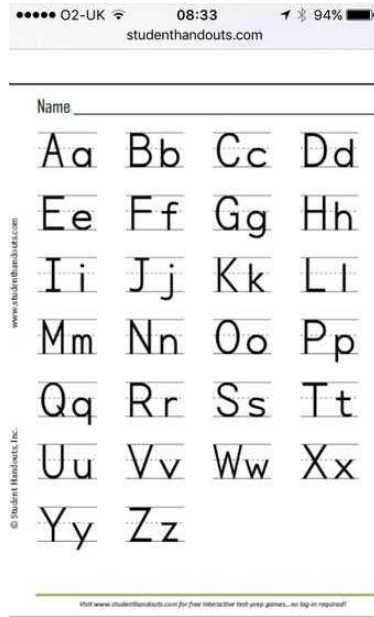 ●●●●● O2-UK 08:33 94%
studenthandouts.com
Name
Aa Bb Cc Dd
Ee Ff Gg Hh
Ii Jj Kk Ll
Mm Nn Oo Pp
Qq Rr Ss Tt
Uu Vv Ww Xx
Yy Zz
www.studenthandouts.com
© Student Handouts, Inc.
Visit www.studenthandouts.com for free interactive test-prep games...no log-in required!